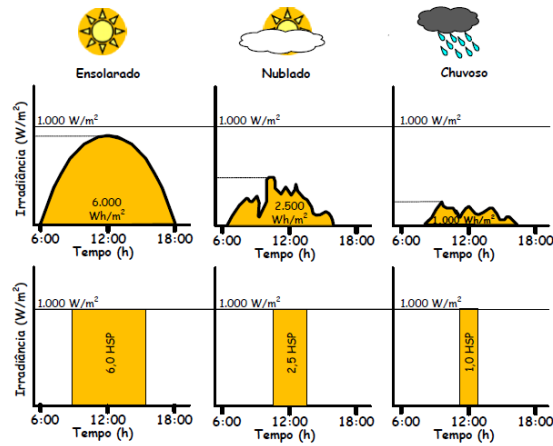 Ensolarado
Nublado
Chuvoso
Irradiância (W/m²)
1.000 W/m²
6.000
Wh/m²
6:00 12:00 18:00
Tempo (h)
1.000 W/m²
2.500
Wh/m²
6:00 12:00 18:00
Tempo (h)
1.000 W/m²
1.000 Wh/m²
6:00 12:00 18:00
Tempo (h)
Irradiância (W/m²)
1.000 W/m²
6,0 HSP
6:00 12:00 18:00
Tempo (h)
1.000 W/m²
2,5 HSP
6:00 12:00 18:00
Tempo (h)
1.000 W/m²
1,0 HSP
6:00 12:00 18:00
Tempo (h)